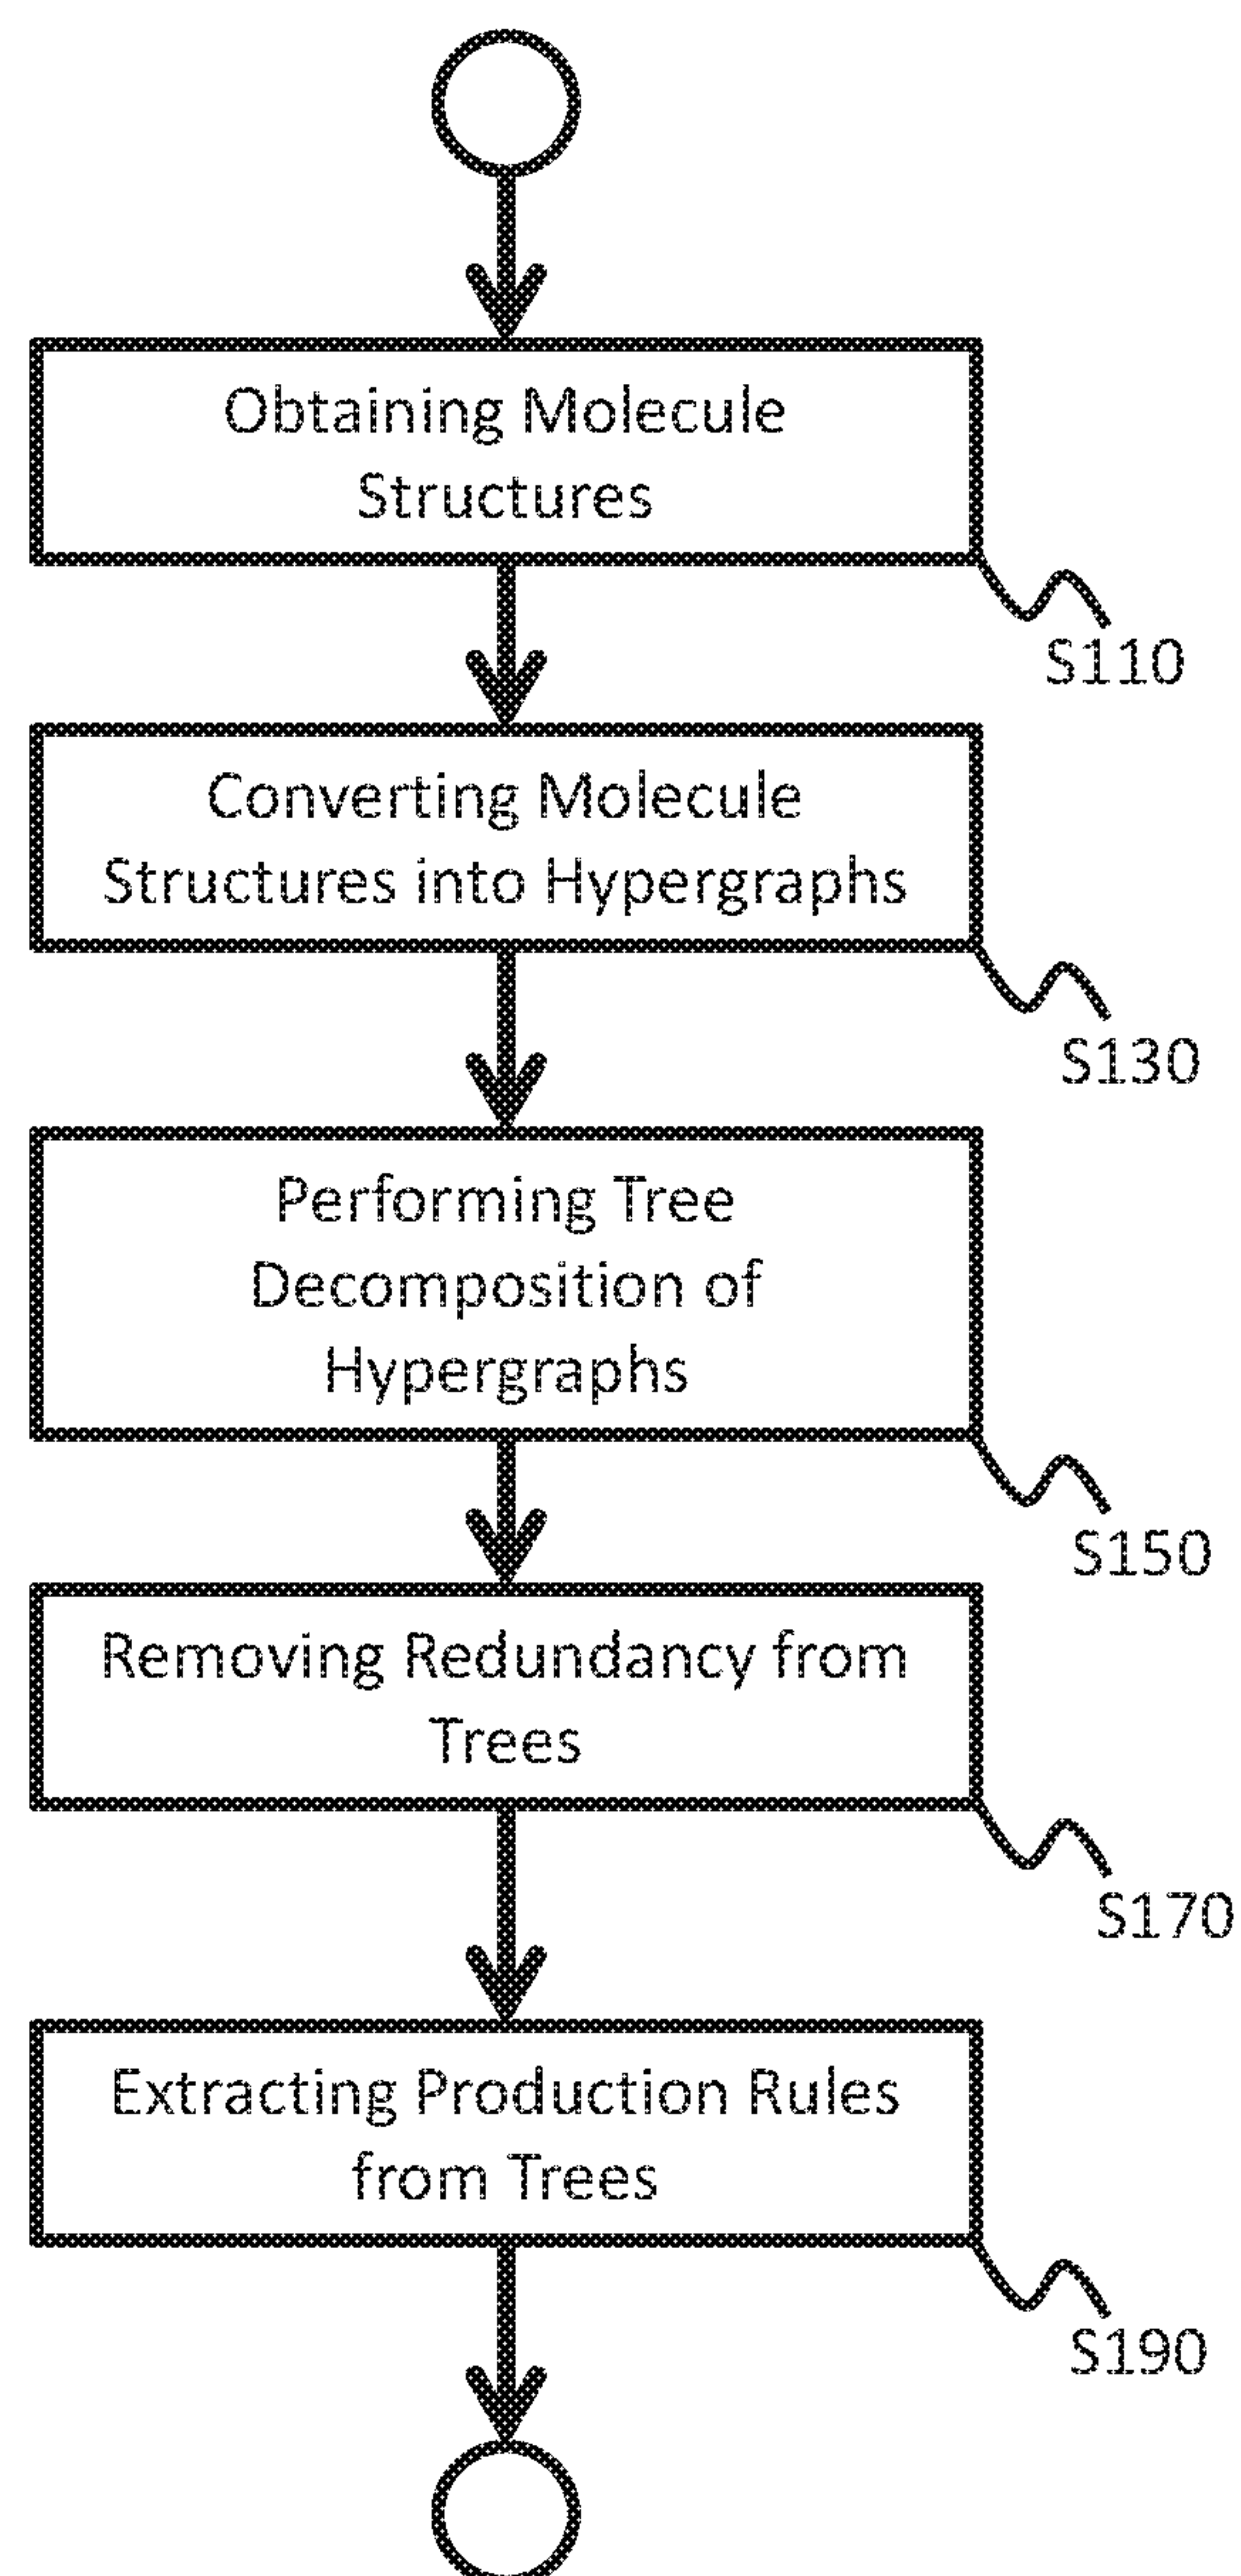 Obtaining Molecule
Structures
S110
Converting Molecule
Structures into Hypergraphs
S130
Performing Tree
Decomposition of
Hypergraphs
S150
Removing Redundancy from
Trees
S170
Extracting Production Rules
from Trees
S190